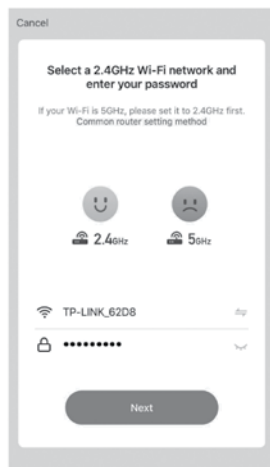 Cancel
Select a 2.4GHz Wi-Fi network and
enter your password
If your Wi-Fi is 5GHz, please set it to 2.4GHz first.
Common router setting method
2.4GHz
5GHz
TP-LINK_62D8
•••••••••
Next